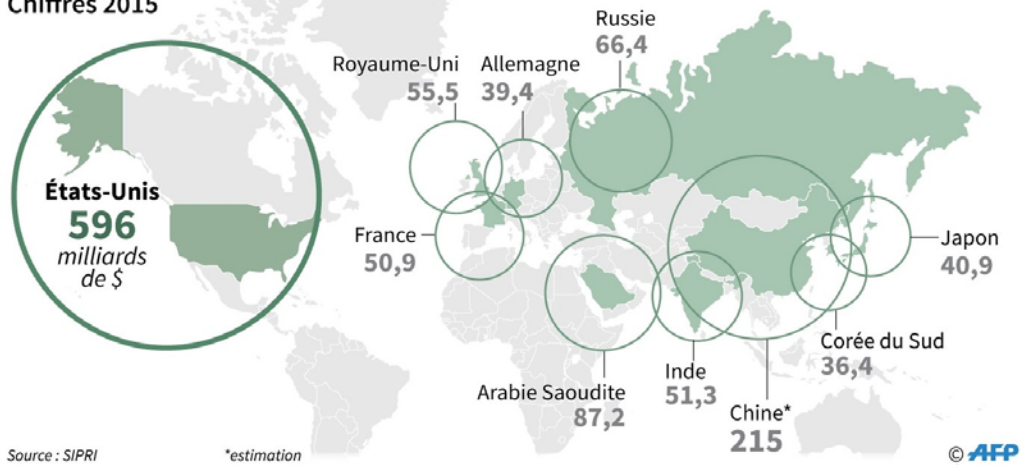 Chiffres 2015
États-Unis
596
milliards
de $
Royaume-Uni
55,5
Allemagne
39,4
Russie
66,4
France
50,9
Arabie Saoudite
87,2
Inde
51,3
Chine*
215
Corée du Sud
36,4
Japon
40,9
Source : SIPRI
*estimation
© AFP